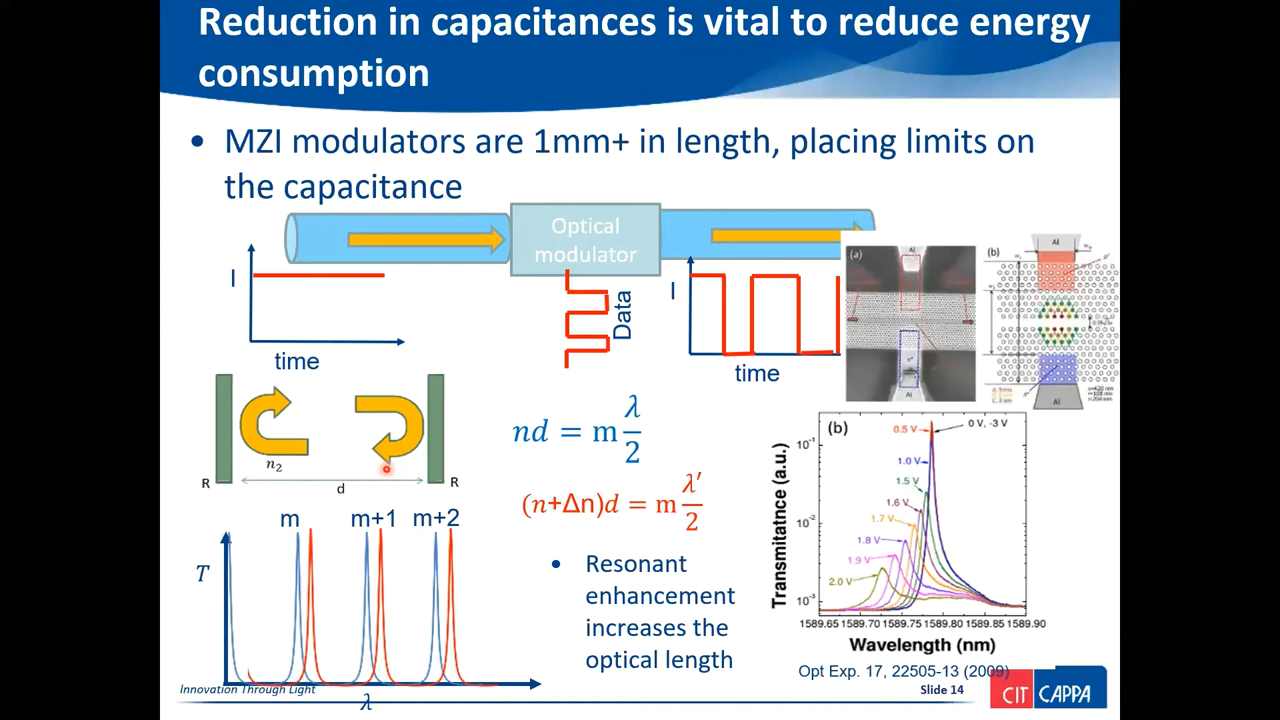 Reduction in capacitances is vital to reduce energy
consumption
• MZI modulators are 1mm+ in length, placing limits on
the capacitance
Optical
modulator
I
time
Data
I
time
(a)
Al
Al
(b)
Al
Al
n₂
R
d
R
nd = m λ/2
(n+Δn)d = m λ′/2
m
m+1
m+2
T
λ
• Resonant
enhancement
increases the
optical length
(b)
0.5 V
0 V, -3 V
1.0 V
1.5 V
1.6 V
1.7 V
1.8 V
1.9 V
2.0 V
10⁻¹
10⁻²
10⁻³
Transmitatnce (a.u.)
1589.65 1589.70 1589.75 1589.80 1589.85 1589.90
Wavelength (nm)
Opt Exp. 17, 22505-13 (2009)
Innovation Through Light
Slide 14
CIT CAPPA